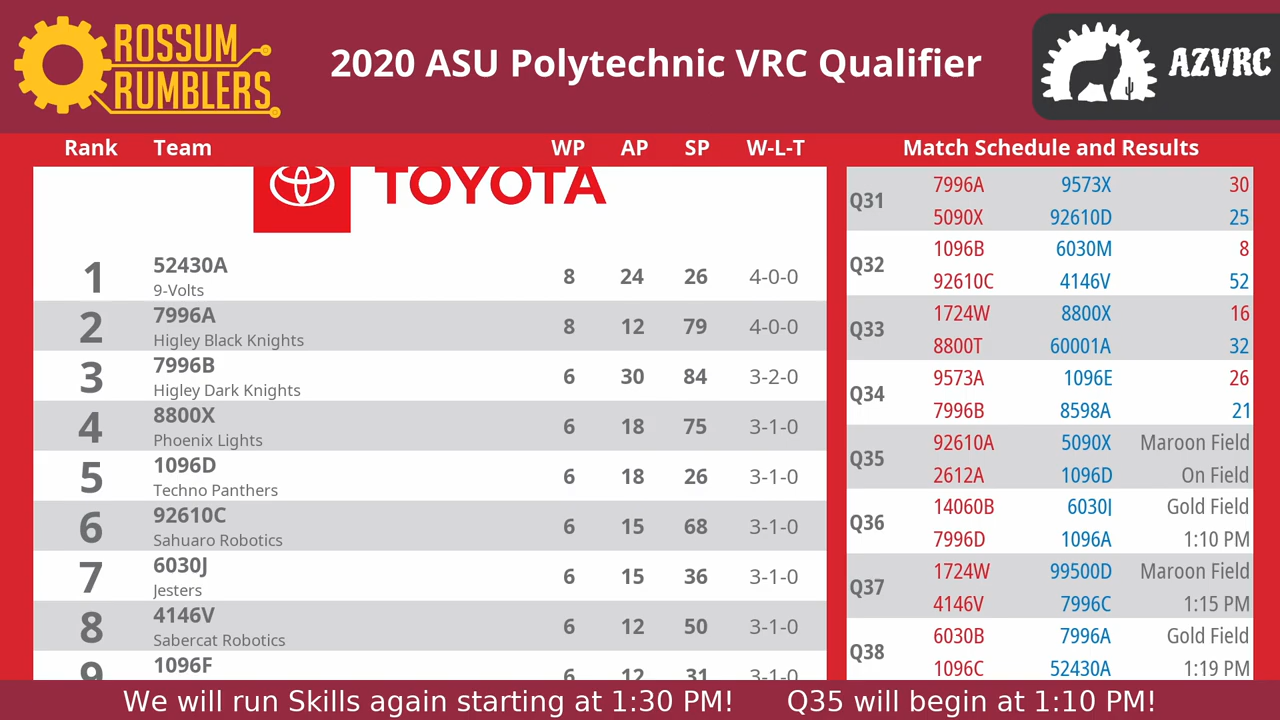 ROSSUM
RUMBLERS
2020 ASU Polytechnic VRC Qualifier
AZVRC
Rank Team WP AP SP W-L-T
TOYOTA
1 52430A 8 24 26 4-0-0
9-Volts
2 7996A 8 12 79 4-0-0
Higley Black Knights
3 7996B 6 30 84 3-2-0
Higley Dark Knights
4 8800X 6 18 75 3-1-0
Phoenix Lights
5 1096D 6 18 26 3-1-0
Techno Panthers
6 92610C 6 15 68 3-1-0
Sahuaro Robotics
7 6030J 6 15 36 3-1-0
Jesters
8 4146V 6 12 50 3-1-0
Sabercat Robotics
9 1096F 6 12 31 3-1-0
Match Schedule and Results
Q31 7996A 9573X 30
5090X 92610D 25
Q32 1096B 6030M 8
92610C 4146V 52
Q33 1724W 8800X 16
8800T 60001A 32
Q34 9573A 1096E 26
7996B 8598A 21
Q35 92610A 5090X Maroon Field
2612A 1096D On Field
Q36 14060B 6030J Gold Field
7996D 1096A 1:10 PM
Q37 1724W 99500D Maroon Field
4146V 7996C 1:15 PM
Q38 6030B 7996A Gold Field
1096C 52430A 1:19 PM
We will run Skills again starting at 1:30 PM! Q35 will begin at 1:10 PM!